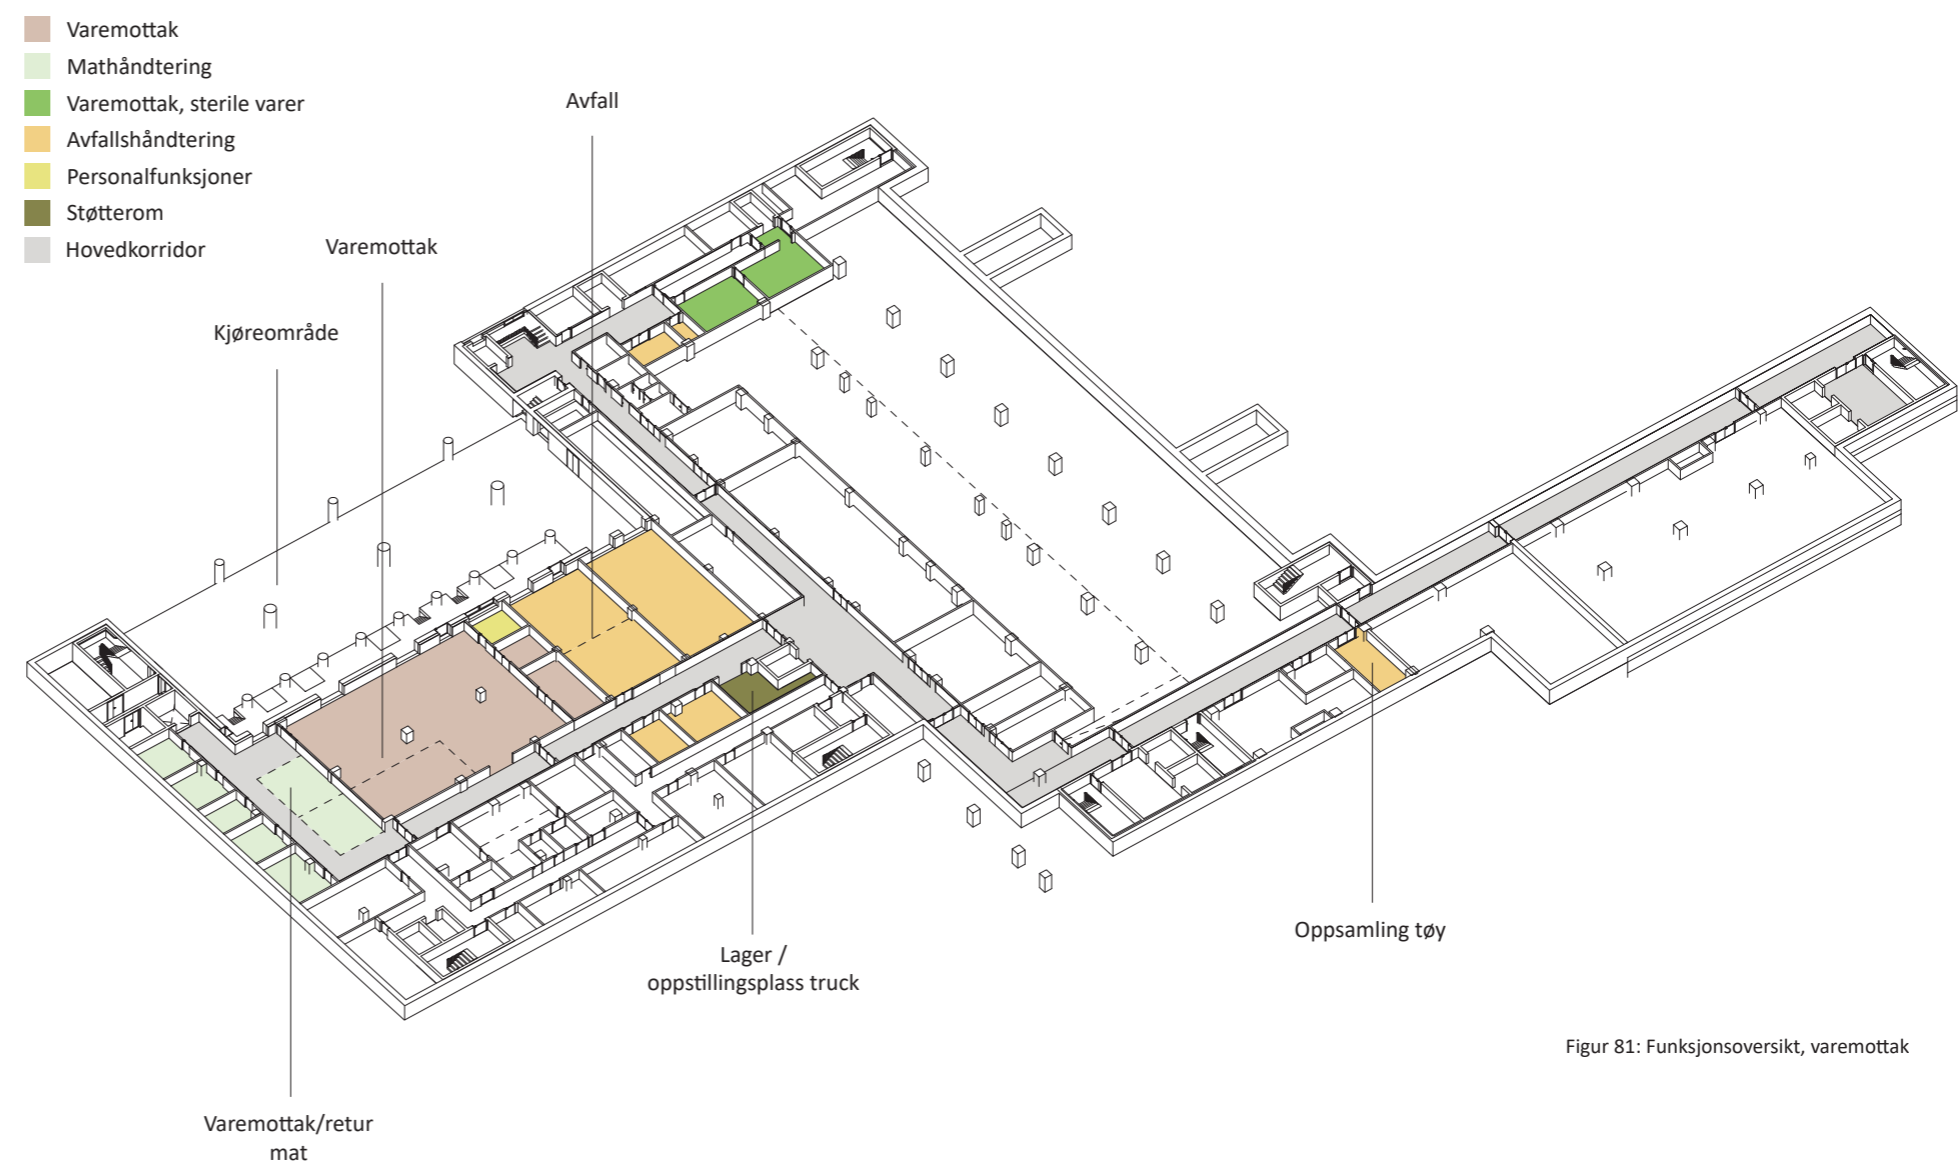 Varemottak
Mathåndtering
Varemottak, sterile varer
Avfallshåndtering
Personalfunksjoner
Støtterom
Hovedkorridor
Avfall
Varemottak
Kjøreområde
Oppsamling tøy
Lager /
oppstillingsplass truck
Figur 81: Funksjonsoversikt, varemottak
Varemottak/retur
mat